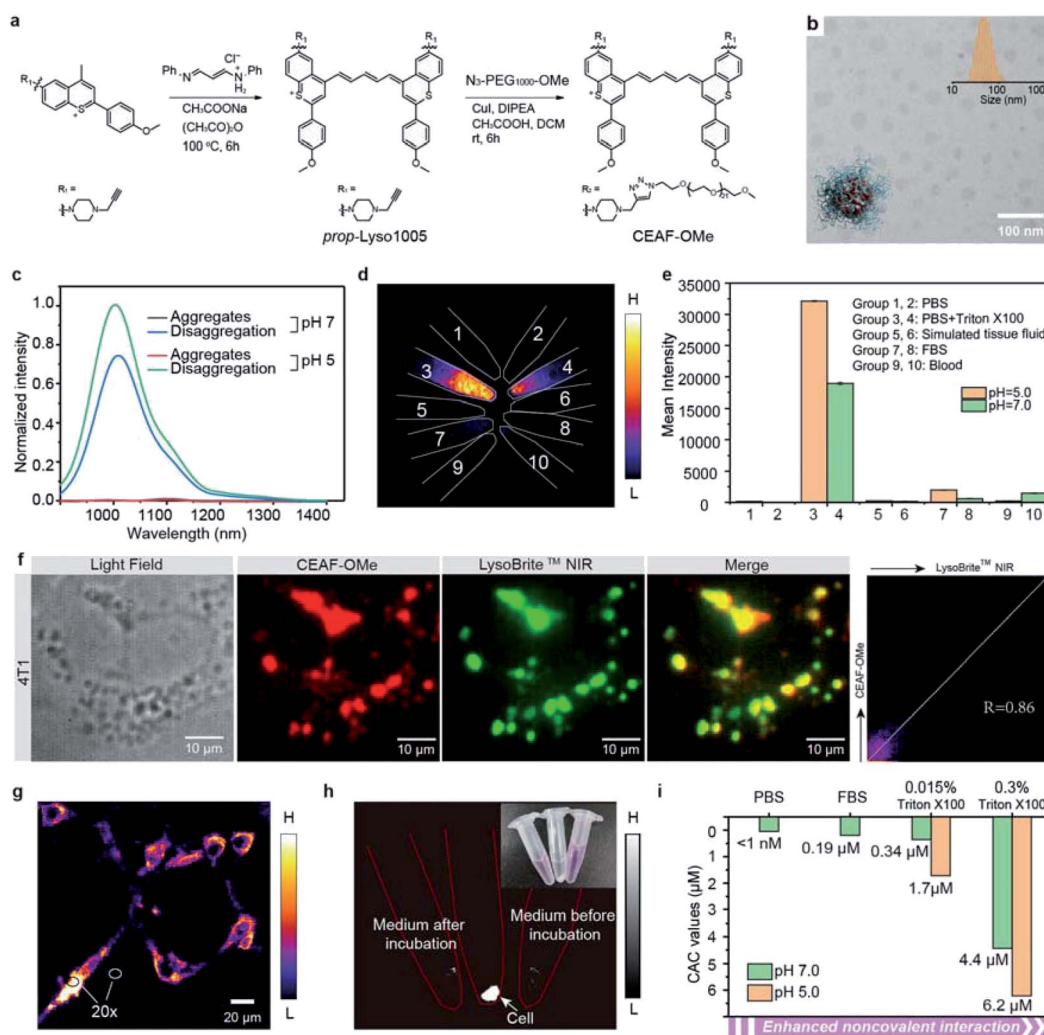 a
R1
S
+
O
Cl−
Ph
N
N
H2
Ph
CH3COONa
(CH3CO)2O
100 ºC, 6h
R1
R1
S
+
S
O
O
N3-PEG1000-OMe
CuI, DIPEA
CH3COOH, DCM
rt, 6h
R1
R1
S
+
S
O
O
R1 =
N
N
R1 =
N
N
R2 =
N
N
N=N
N
O
O
21
O
prop-Lyso1005
CEAF-OMe
b
10 100 1000
Size (nm)
100 nm
c
Normalized intensity
1.0
0.8
0.6
0.4
0.2
0.0
1000 1100 1200 1300 1400
Wavelength (nm)
Aggregates
Disaggregation
pH 7
Aggregates
Disaggregation
pH 5
d
1 2
3 4
5 6
7 8
9 10
H
L
e
Mean Intensity
35000
30000
25000
20000
15000
10000
5000
0
1 2 3 4 5 6 7 8 9 10
Group 1, 2: PBS
Group 3, 4: PBS+Triton X100
Group 5, 6: Simulated tissue fluid
Group 7, 8: FBS
Group 9, 10: Blood
pH=5.0
pH=7.0
f
Light Field
CEAF-OMe
LysoBrite™ NIR
Merge
LysoBrite™ NIR
4T1
10 µm
10 µm
10 µm
10 µm
CEAF-OMe
R=0.86
g
20x
20 µm
H
L
h
Medium after
incubation
Medium before
incubation
Cell
H
L
i
PBS
FBS
0.015%
Triton X100
0.3%
Triton X100
CAC values (µM)
0
1
2
3
4
5
6
<1 nM
0.19 µM
0.34 µM
1.7µM
4.4 µM
6.2 µM
pH 7.0
pH 5.0
Enhanced noncovalent interaction